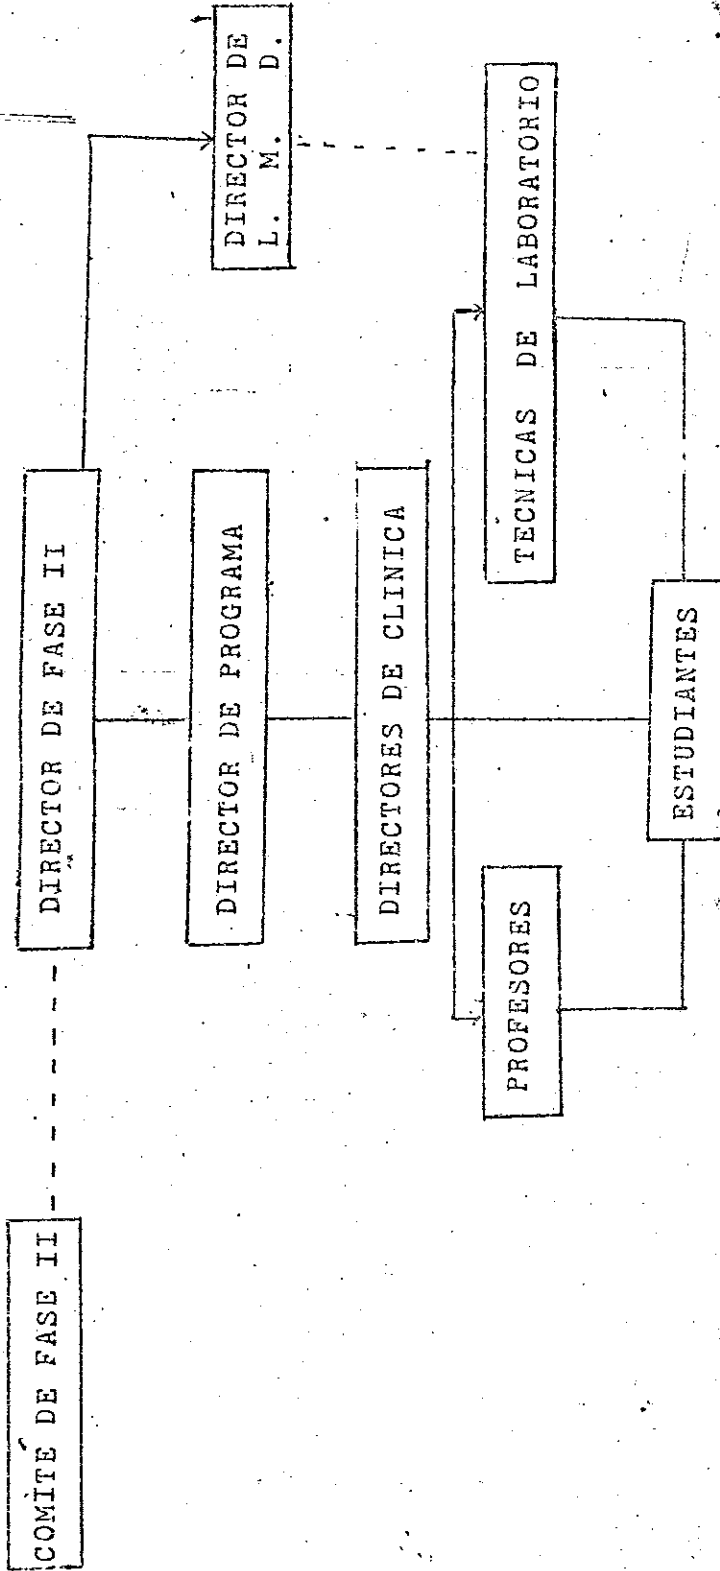 COMITÉ DE FASE II
DIRECTOR DE FASE II
DIRECTOR DE
L. M. D.
DIRECTOR DE PROGRAMA
DIRECTORES DE CLINICA
PROFESORES
TECNICAS DE LABORATORIO
ESTUDIANTES